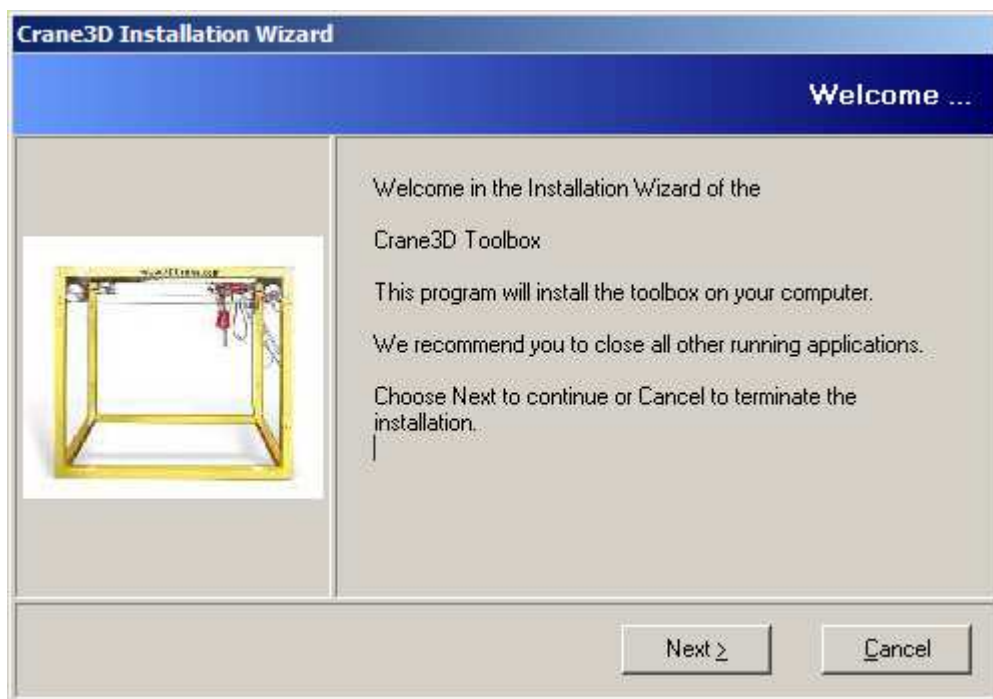 Crane3D Installation Wizard
Welcome ...
Welcome in the Installation Wizard of the
Crane3D Toolbox
This program will install the toolbox on your computer.
We recommend you to close all other running applications.
Choose Next to continue or Cancel to terminate the
installation.
Next >
Cancel